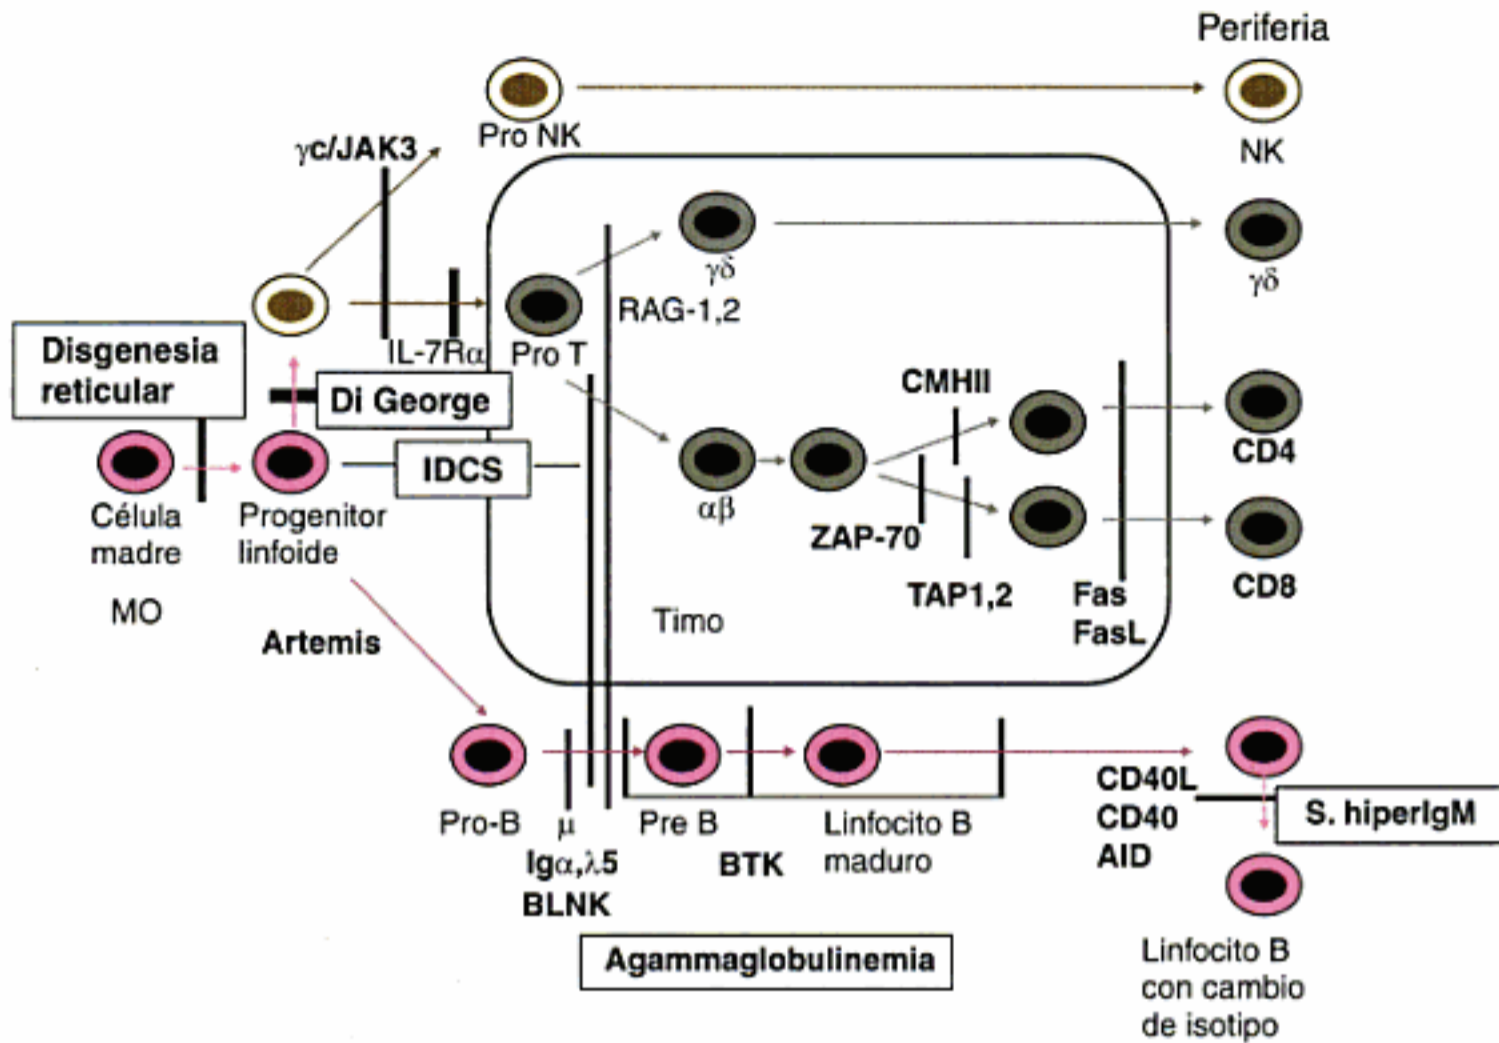 Periferia
Pro NK
NK
γc/JAK3
γδ
γδ
RAG-1,2
IL-7Rα
Pro T
Disgenesia
reticular
Di George
CMHII
IDCS
CD4
αβ
Célula
madre
Progenitor
linfoide
ZAP-70
TAP1,2
Fas
FasL
CD8
MO
Timo
Artemis
Pro-B
μ
Igα,λ5
BLNK
Pre B
BTK
Linfocito B
maduro
CD40L
CD40
AID
S. hiperIgM
Agammaglobulinemia
Linfocito B
con cambio
de isotipo